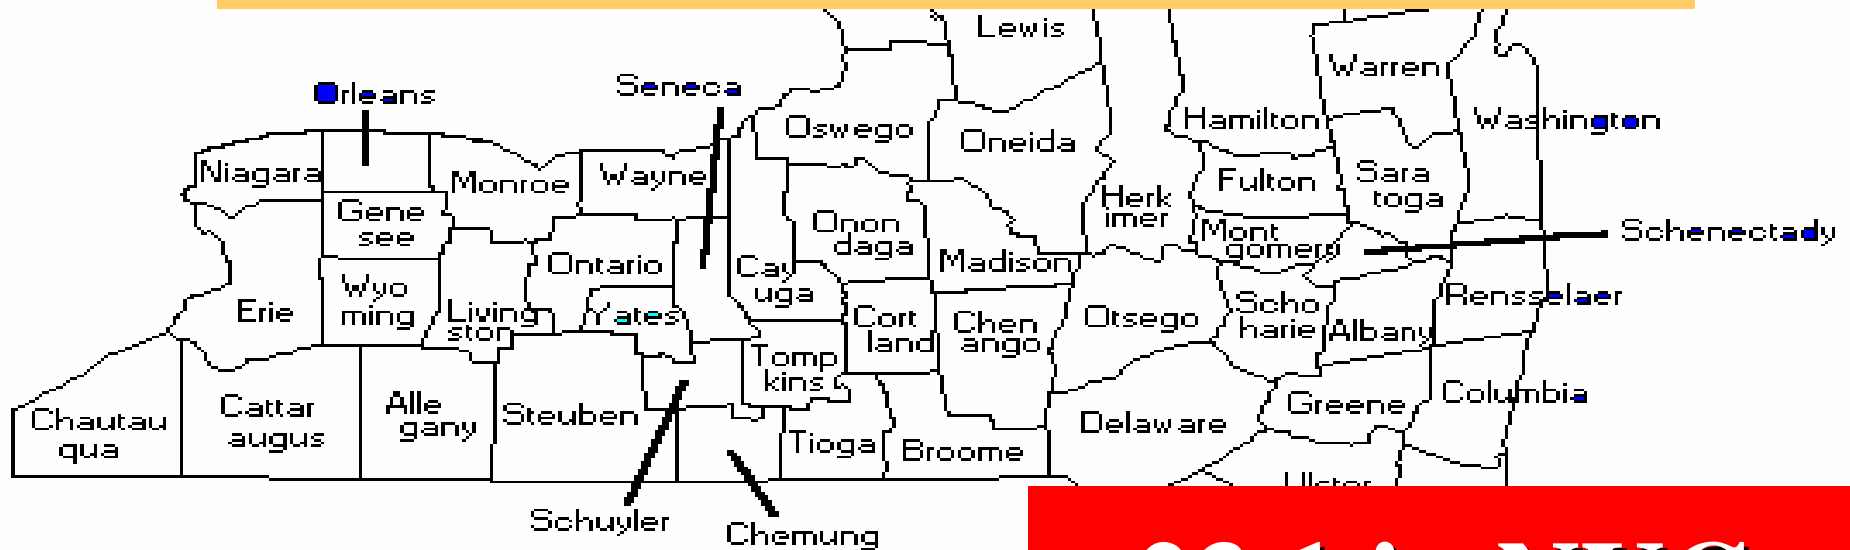 Lewis
Warren
Orleans
Seneca
Oswego
Oneida
Hamilton
Washington
Niagara
Monroe
Wayne
Herk
imer
Fulton
Sara
toga
Gene
see
Onon
daga
Mont
gomery
Schenectady
Ontario
Cay
uga
Madison
Erie
Wyo
ming
Living
ston
Yates
Cort
land
Chen
ango
Otsego
Scho
harie
Albany
Rensselaer
Tomp
kins
Chautau
qua
Cattar
augus
Alle
gany
Steuben
Tioga
Broome
Delaware
Greene
Columbia
Ulster
Schuyler
Chemung